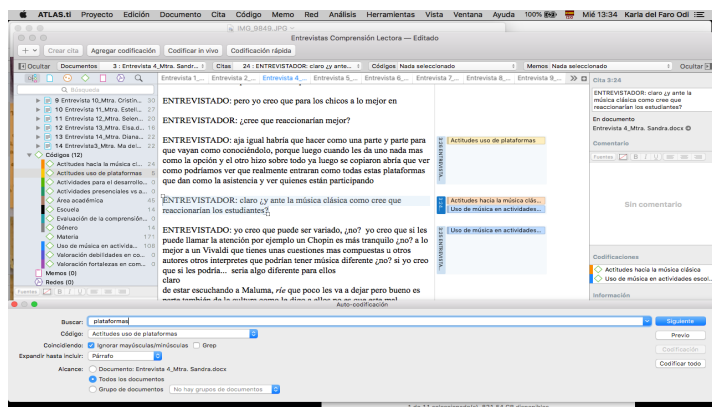 ATLAS.ti Proyecto Edición Documento Cita Código Memo Red Análisis Herramientas Vista Ventana Ayuda 100% Mié 13:34 Karla del Faro Odi
IMG_9849.JPG
Entrevistas Comprensión Lectora — Editado
Crear cita Agregar codificación Codificar in vivo Codificación rápida
Ocultar Documentos 3 : Entrevista 4_Mtra. Sandr... Citas 24 : ENTREVISTADOR: claro ¿y ante... Códigos Nada seleccionado Memos Nada seleccionado Ocultar
Búsqueda
Entrevista 1_... Entrevista 2_... Entrevista 4_... Entrevista 5_... Entrevista 6_... Entrevista 7_... Entrevista 8_... Entrevista 9_...
9 Entrevista 10_Mtra. Cristin... 30
10 Entrevista 11_Mtra. Esteli... 27
11 Entrevista 12_Mtra. Selen... 20
12 Entrevista 13_Mtra. Elsa.d... 16
13 Entrevista 14_Mtra. Diana... 22
14 Entrevista3_Mtra. Ma del... 22
Códigos (12)
Actitudes hacia la música cl... 24
Actitudes uso de plataformas 5
Actividades para el desarrollo... 0
Actividades presenciales vs a... 0
Área académica 45
Escuela 14
Evaluación de la comprensión... 0
Género 14
Materia 171
Uso de música en activida... 108
Valoración debilidades en co... 0
Valoración fortalezas en com... 0
Memos (0)
Redes (0)
Fuentes
ENTREVISTADO: pero yo creo que para los chicos a lo mejor en
ENTREVISTADOR: ¿cree que reaccionarían mejor?
ENTREVISTADO: aja igual habría que hacer como una parte y parte para
que vayan como conociéndolo, porque luego cuando les da uno nada mas
como la opción y el otro hizo sobre todo ya luego se copiaron abría que ver
como podríamos ver que realmente entraran como todas estas plataformas
que dan como la asistencia y ver quienes están participando
ENTREVISTADOR: claro ¿y ante la música clásica como cree que
reaccionarían los estudiantes?
ENTREVISTADO: yo creo que puede ser variado, ¿no? yo creo que si les
puede llamar la atención por ejemplo un Chopin es más tranquilo ¿no? a lo
mejor a un Vivaldi que tienes unas cuestiones mas compuestas u otros
autores otros interpretes que podrían tener música diferente ¿no? si yo creo
que si les podría... seria algo diferente para ellos
claro
de estar escuchando a Maluma, rie que poco les va a dejar pero bueno es
Actitudes uso de plataformas
Actitudes hacia la música clás...
Uso de música en actividades...
Uso de música en actividades...
Cita 3:24
ENTREVISTADOR: claro ¿y ante la
música clásica como cree que
reaccionarían los estudiantes?
En documento
Entrevista 4_Mtra. Sandra.docx
Comentario
Fuentes
Sin comentario
Codificaciones
Actitudes hacia la música clásica
Uso de música en actividades escol...
Información
Auto-codificación
Buscar: plataformas Siguiente
Código: Actitudes uso de plataformas Previo
Coincidiendo: Ignorar mayúsculas/minúsculas Grep Codificación
Expandir hasta incluir: Párrafo Codificar todo
Alcance: Documento: Entrevista 4_Mtra. Sandra.docx
Todos los documentos
Grupo de documentos No hay grupos de documentos